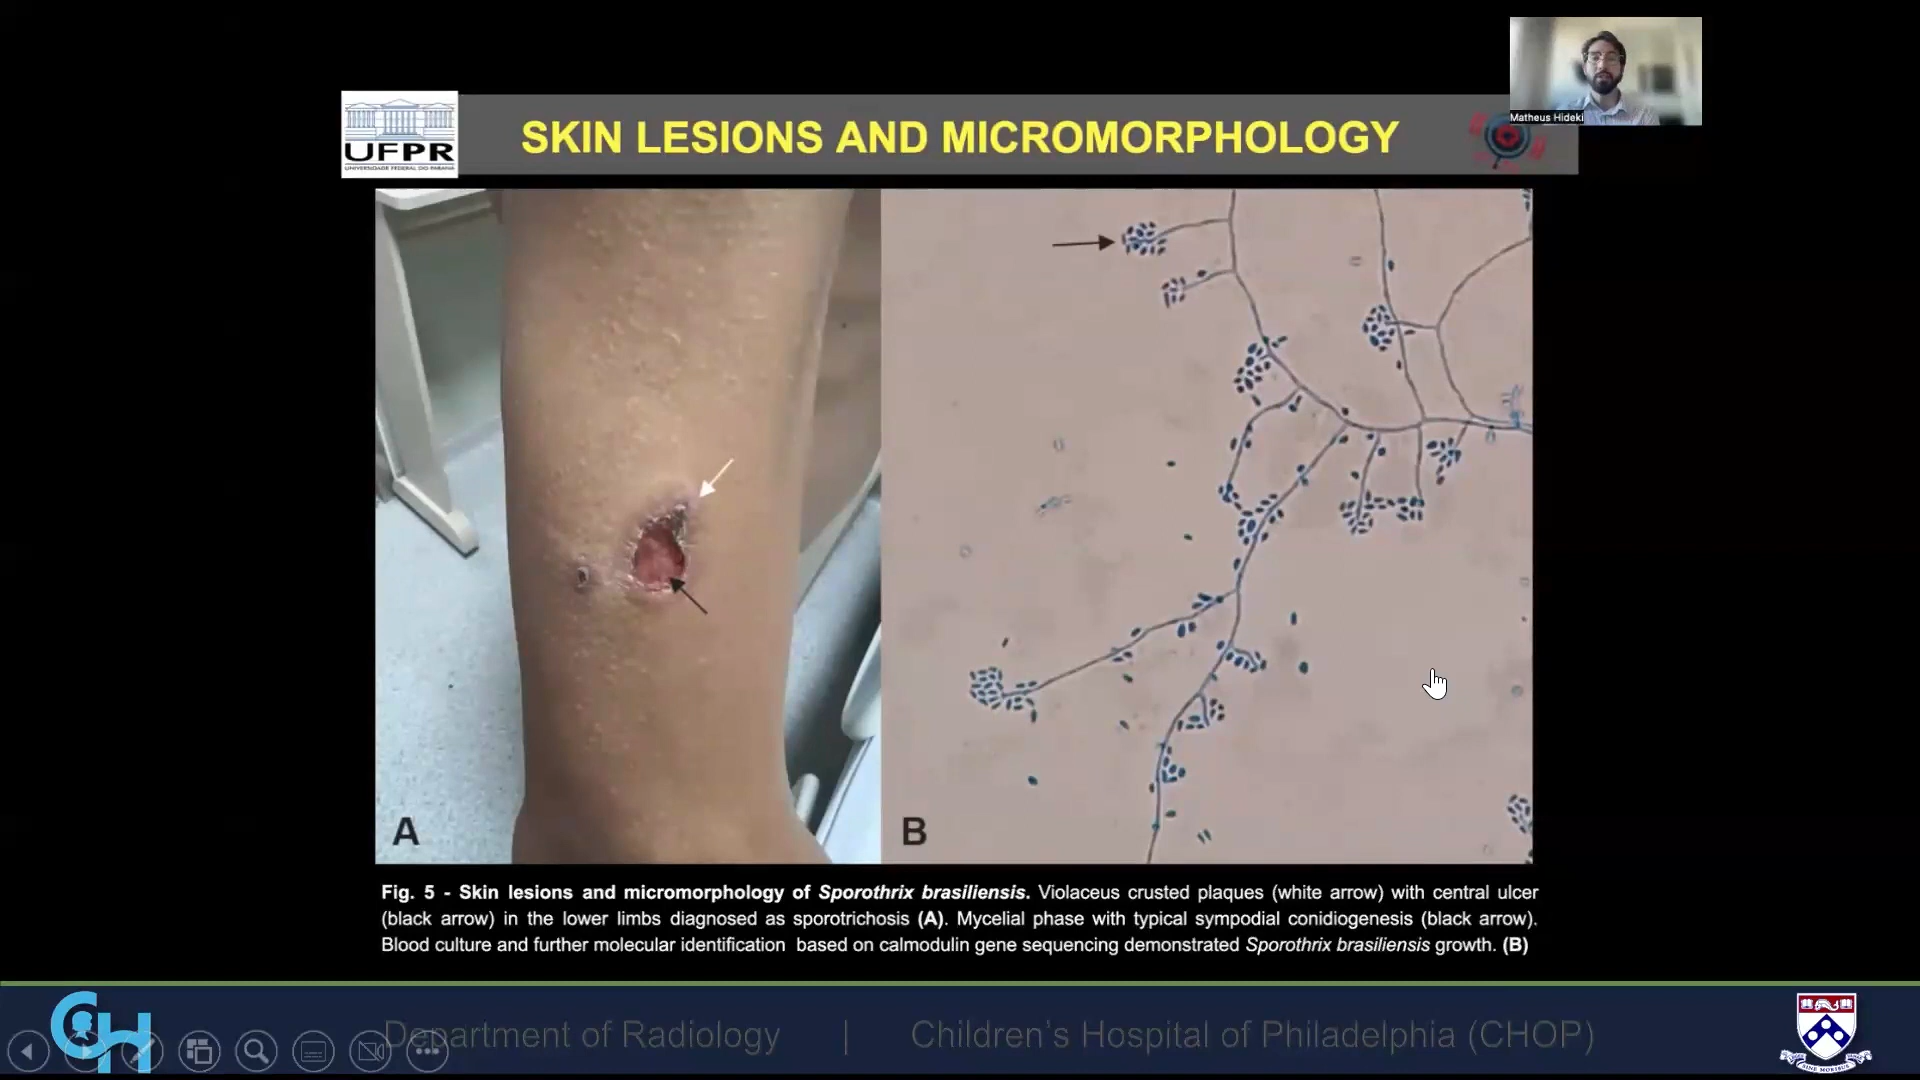 Matheus Hideki
UFPR
UNIVERSIDADE FEDERAL DO PARANÁ
SKIN LESIONS AND MICROMORPHOLOGY
A
B
Fig. 5 - Skin lesions and micromorphology of Sporothrix brasiliensis. Violaceus crusted plaques (white arrow) with central ulcer
(black arrow) in the lower limbs diagnosed as sporotrichosis (A). Mycelial phase with typical sympodial conidiogenesis (black arrow).
Blood culture and further molecular identification based on calmodulin gene sequencing demonstrated Sporothrix brasiliensis growth. (B)
CH
Department of Radiology | Children's Hospital of Philadelphia (CHOP)